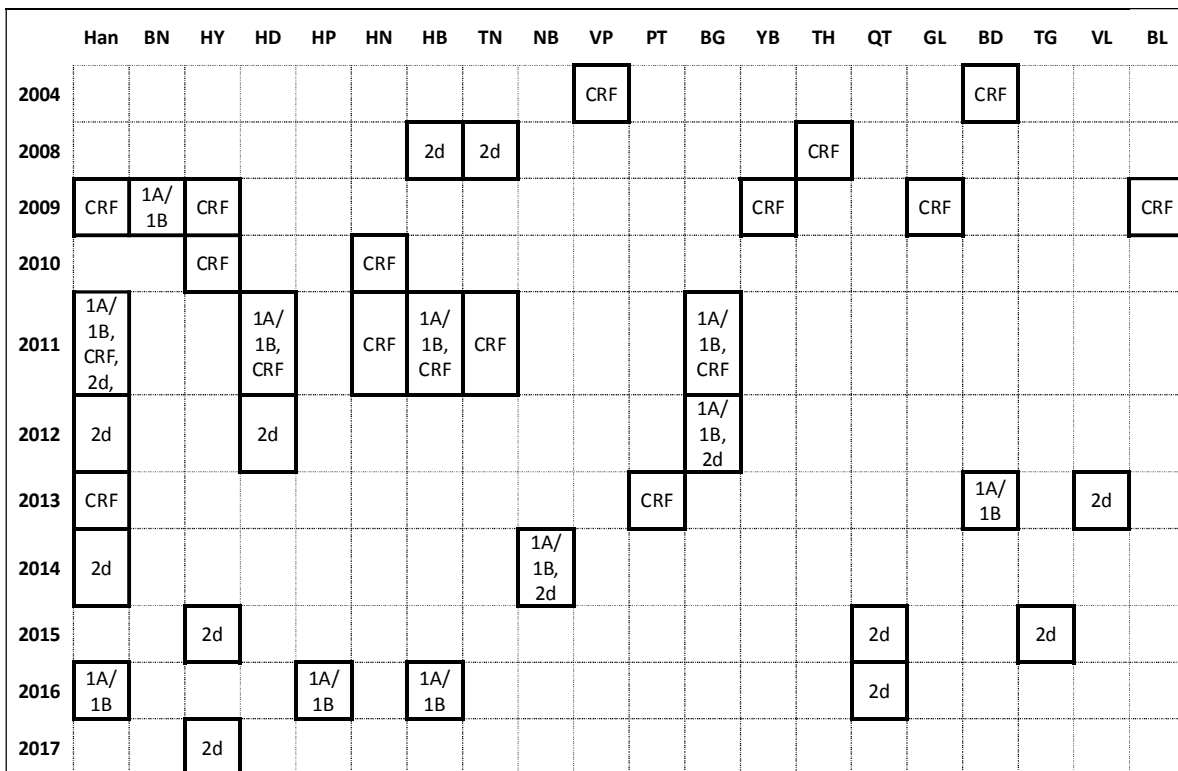 Han BN HY HD HP HN HB TN NB VP PT BG YB TH QT GL BD TG VL BL
2004 CRF CRF
2008 2d 2d CRF
2009 CRF 1A/ 1B CRF CRF CRF CRF
2010 CRF CRF
2011 1A/ 1B, CRF, 2d, 1A/ 1B, CRF CRF 1A/ 1B, CRF CRF 1A/ 1B, CRF
2012 2d 2d 1A/ 1B, 2d
2013 CRF CRF 1A/ 1B 2d
2014 2d 1A/ 1B, 2d
2015 2d 2d 2d
2016 1A/ 1B 1A/ 1B 1A/ 1B 2d
2017 2d